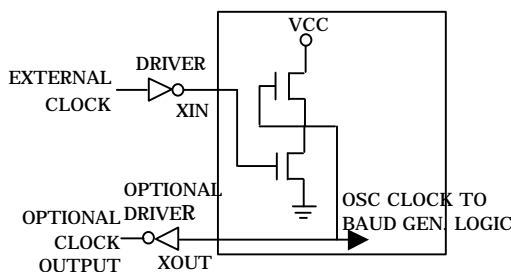 VCC
DRIVER
EXTERNAL
CLOCK
XIN
OPTIONAL
DRIVER
OPTIONAL
CLOCK
OUTPUT
XOUT
OSC CLOCK TO
BAUD GEN. LOGIC